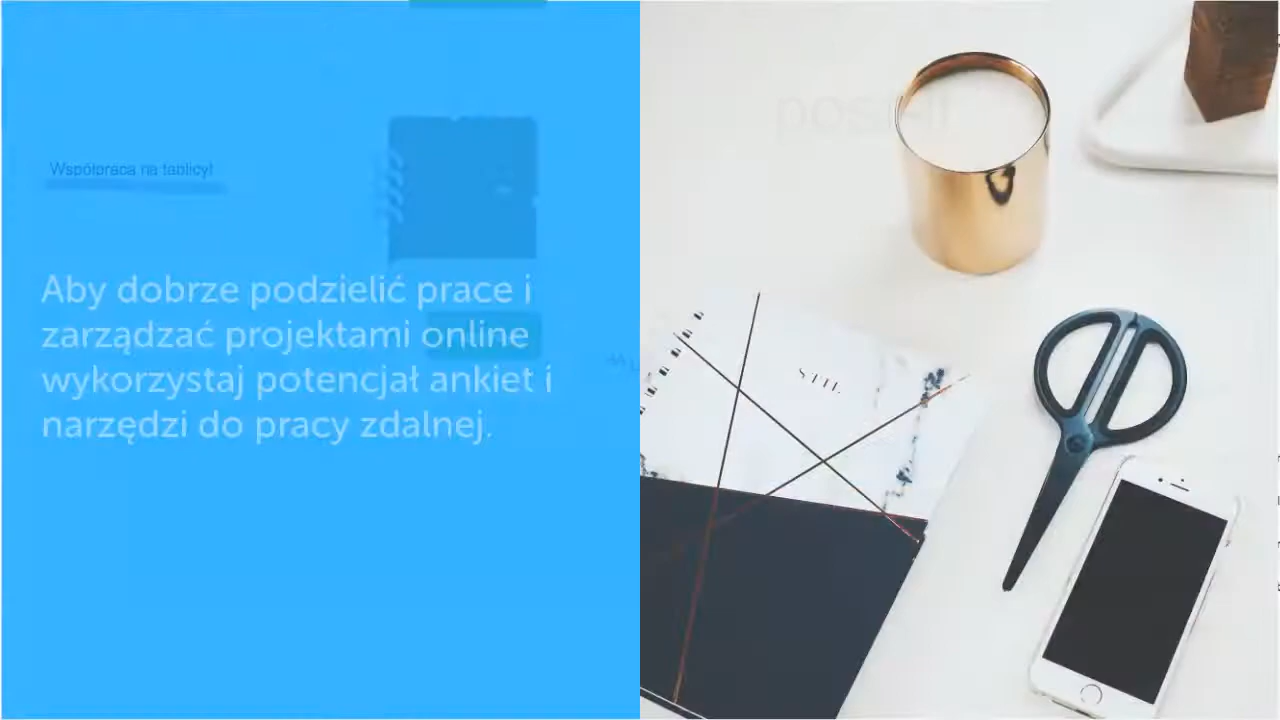 Współpraca na tablicy!
Aby dobrze podzielić prace i
zarządzać projektami online
wykorzystaj potencjał ankiet i
narzędzi do pracy zdalnej.